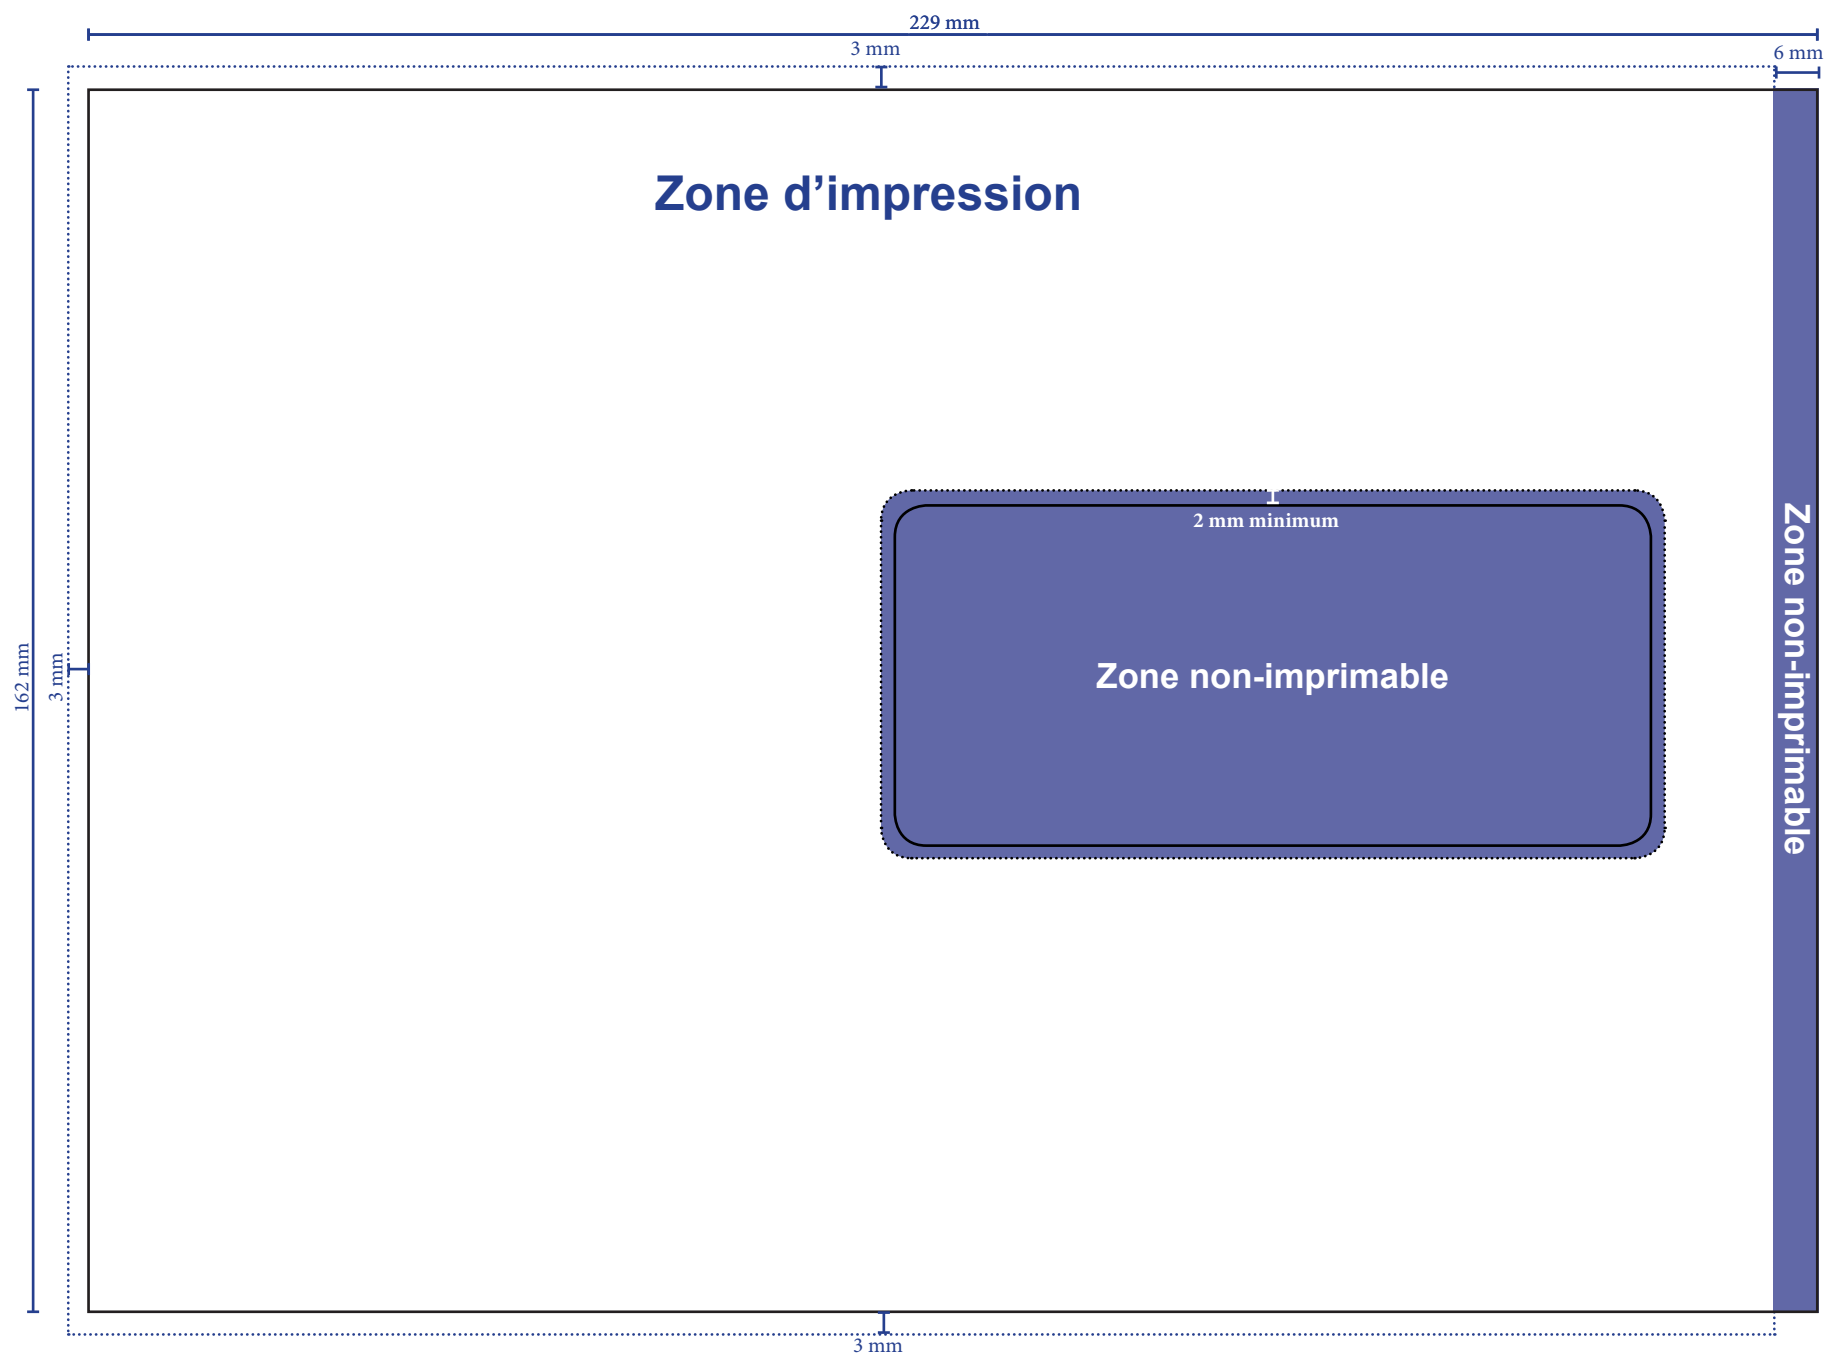 229 mm
3 mm
6 mm
Zone d’impression
2 mm minimum
Zone non-imprimable
Zone non-imprimable
162 mm
3 mm
3 mm